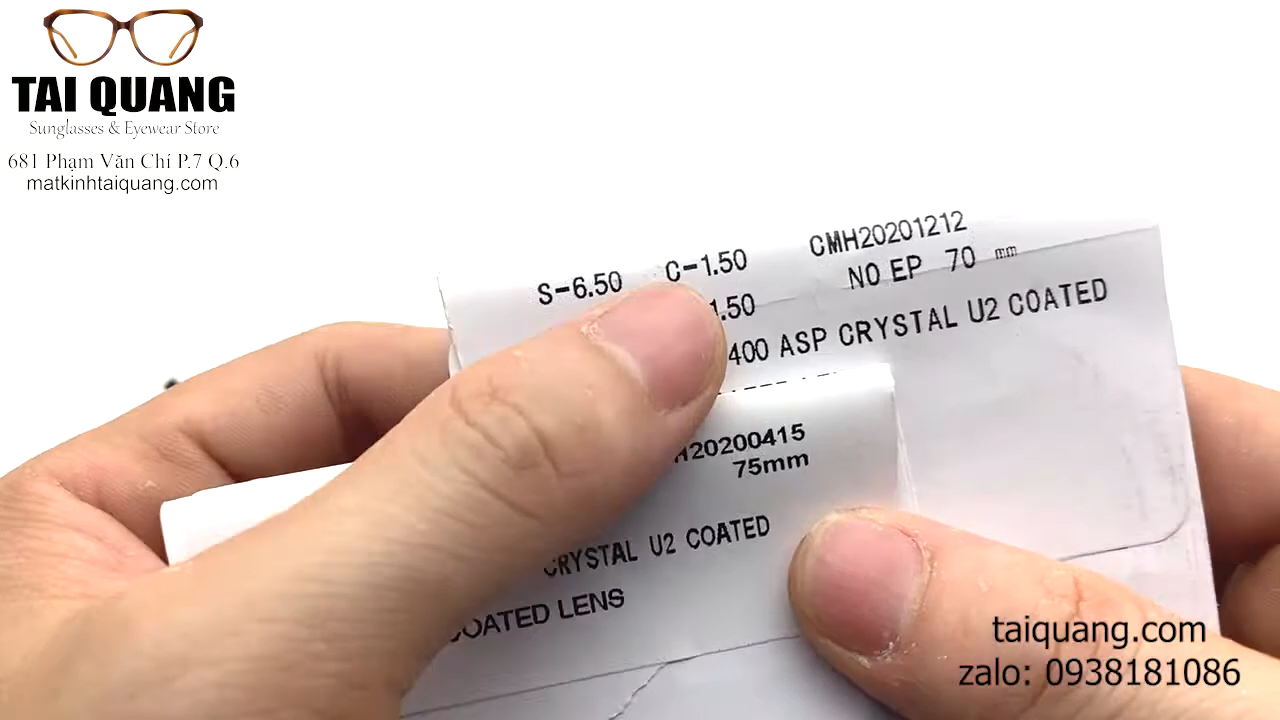 TAI QUANG
Sunglasses & Eyewear Store
681 Phạm Văn Chí P.7 Q.6
matkinhtaiquang.com
S-6.50 C-1.50 CMH20201212
1.50 NO EP 70 mm
400 ASP CRYSTAL U2 COATED
H20200415
75mm
CRYSTAL U2 COATED
COATED LENS
taiquang.com
zalo: 0938181086